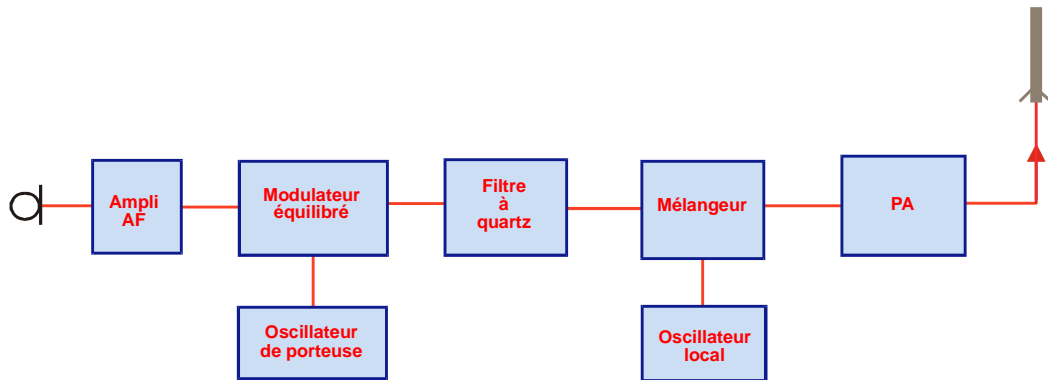 Ampli
AF
Modulateur
équilibré
Filtre
à
quartz
Mélangeur
PA
Oscillateur
de porteuse
Oscillateur
local